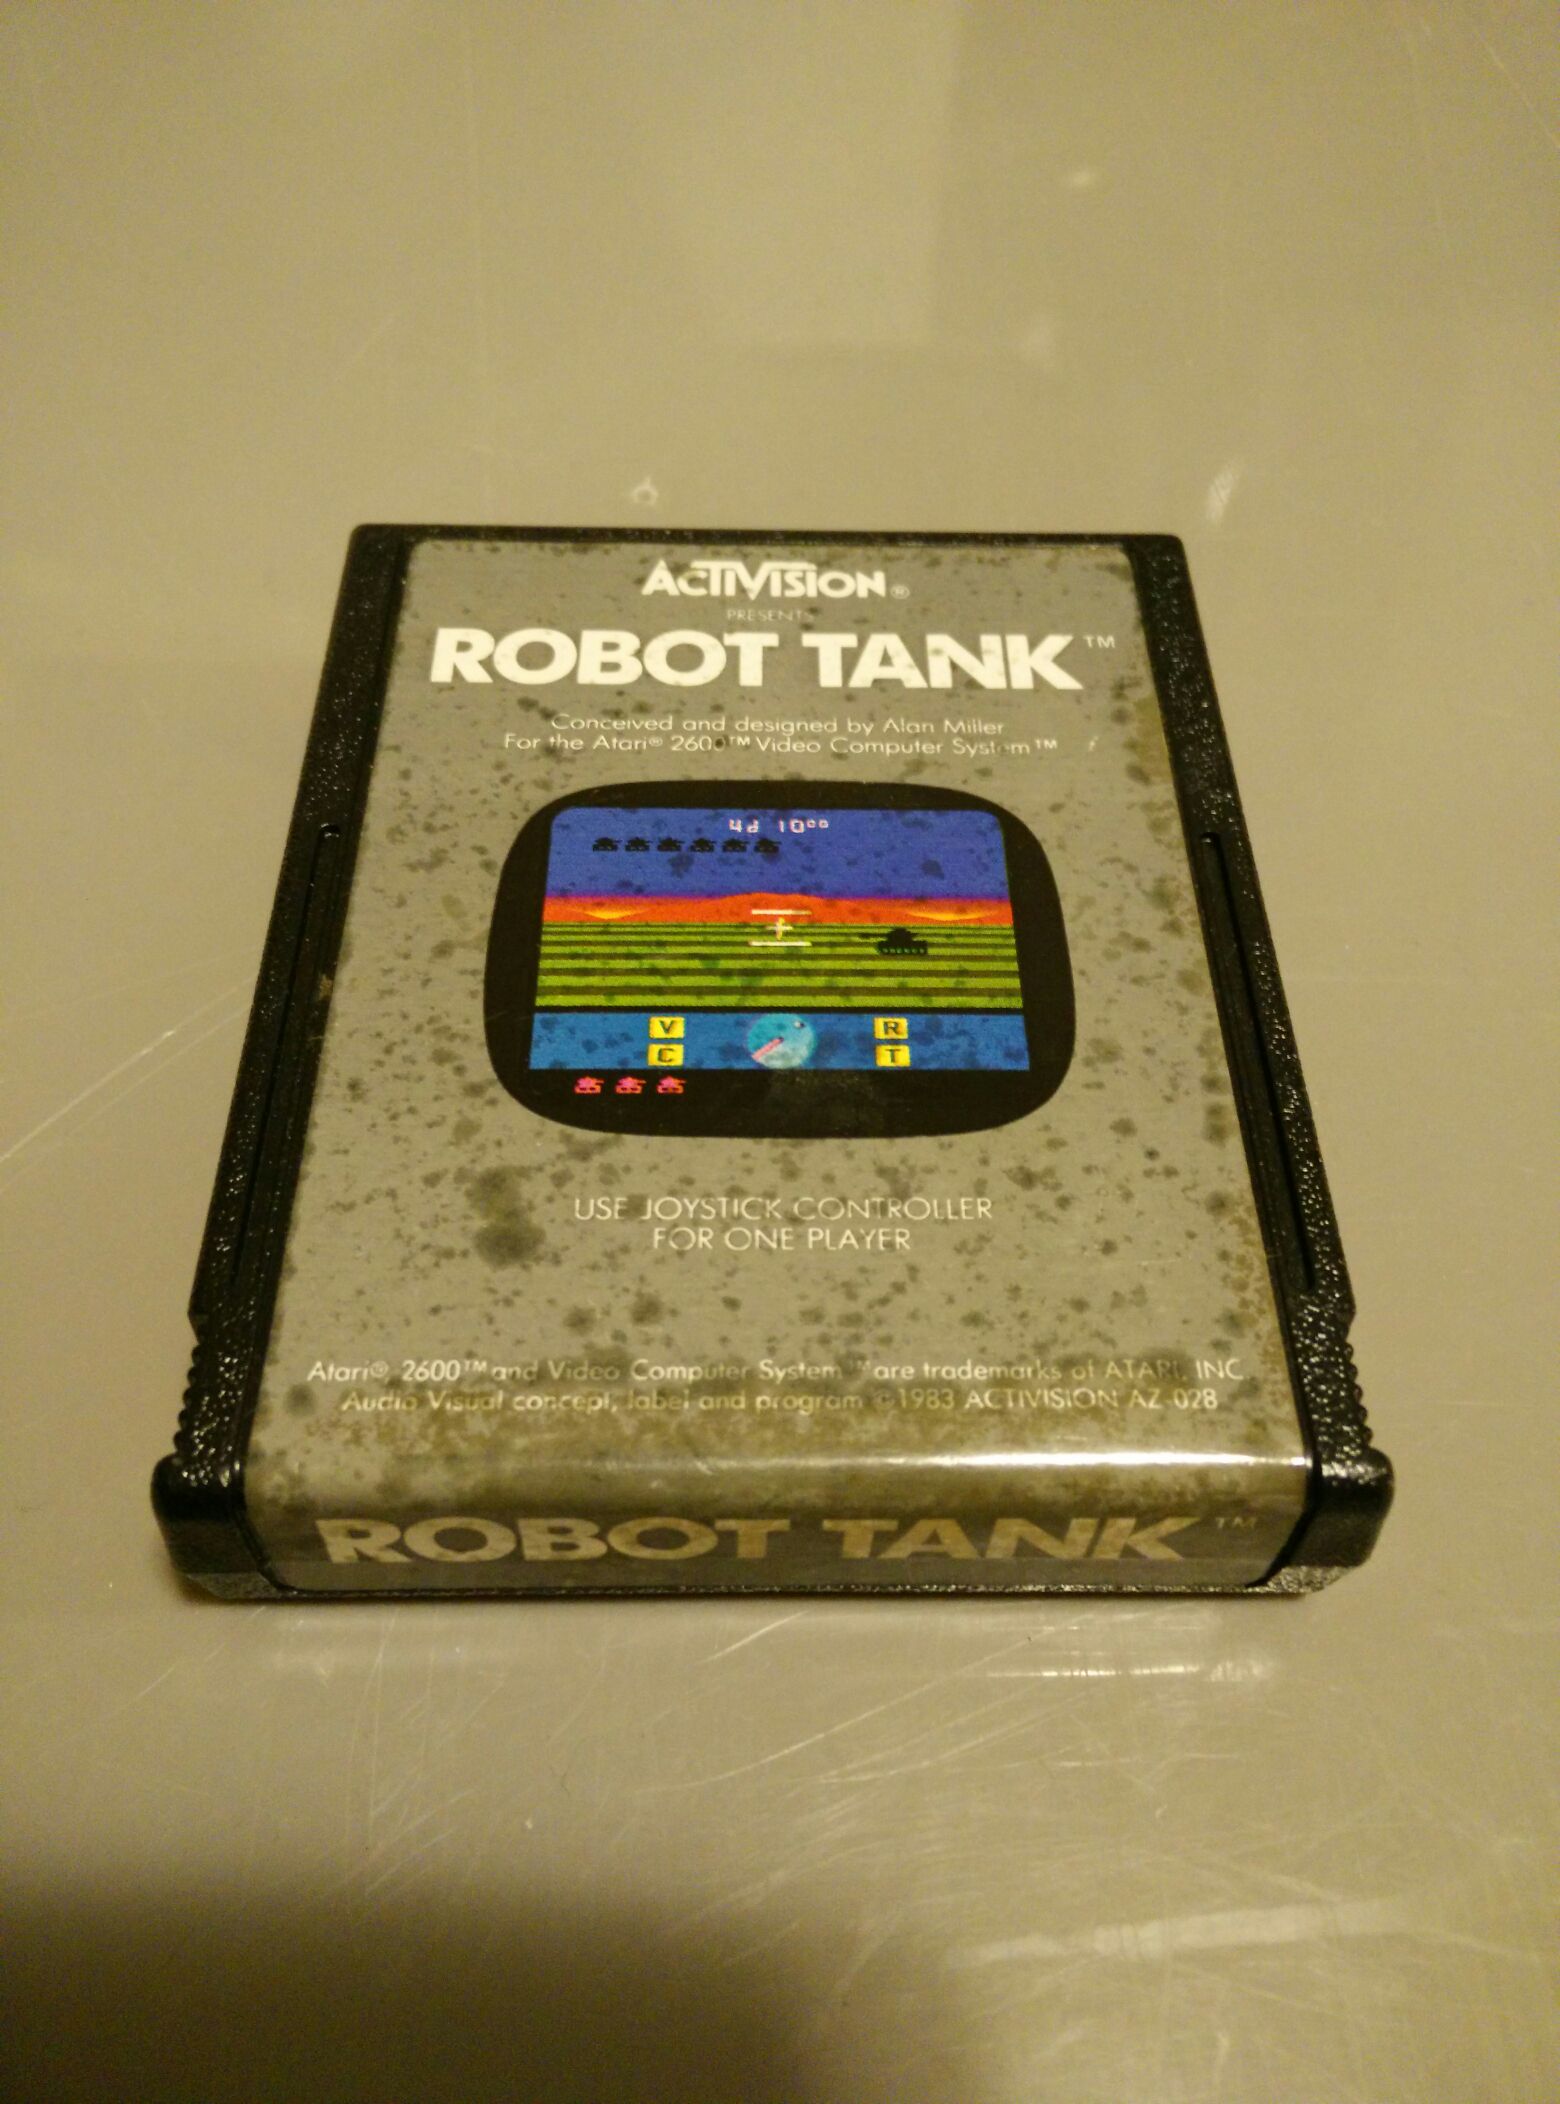 ACTIVISION®
PRESENTS
ROBOT TANK™
Conceived and designed by Alan Miller
For the Atari® 2600™ Video Computer System™
4d 10⁰⁰
V R
C T
USE JOYSTICK CONTROLLER
FOR ONE PLAYER
Atari®, 2600™ and Video Computer System™ are trademarks of ATARI, INC
Audio Visual concept, label and program ©1983 ACTIVISION AZ-028
ROBOT TANK™